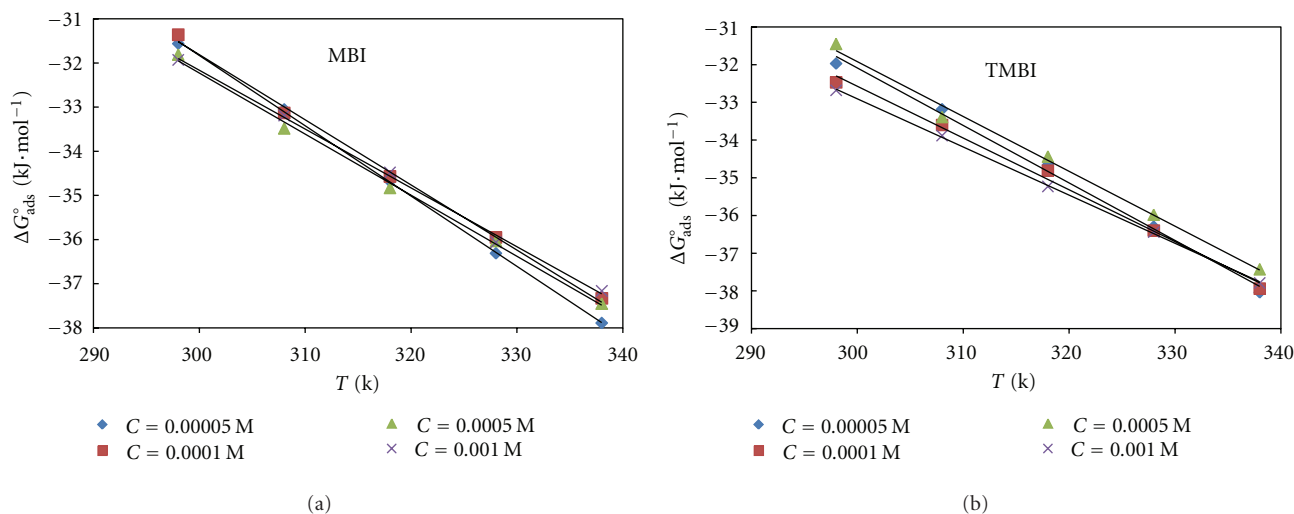 MBI
−31
−32
−33
−34
−35
−36
−37
−38
290 300 310 320 330 340
ΔG°ads (kJ·mol−1)
T (k)
C = 0.00005 M
C = 0.0001 M
C = 0.0005 M
C = 0.001 M
(a)
TMBI
−31
−32
−33
−34
−35
−36
−37
−38
−39
290 300 310 320 330 340
ΔG°ads (kJ·mol−1)
T (k)
C = 0.00005 M
C = 0.0001 M
C = 0.0005 M
C = 0.001 M
(b)